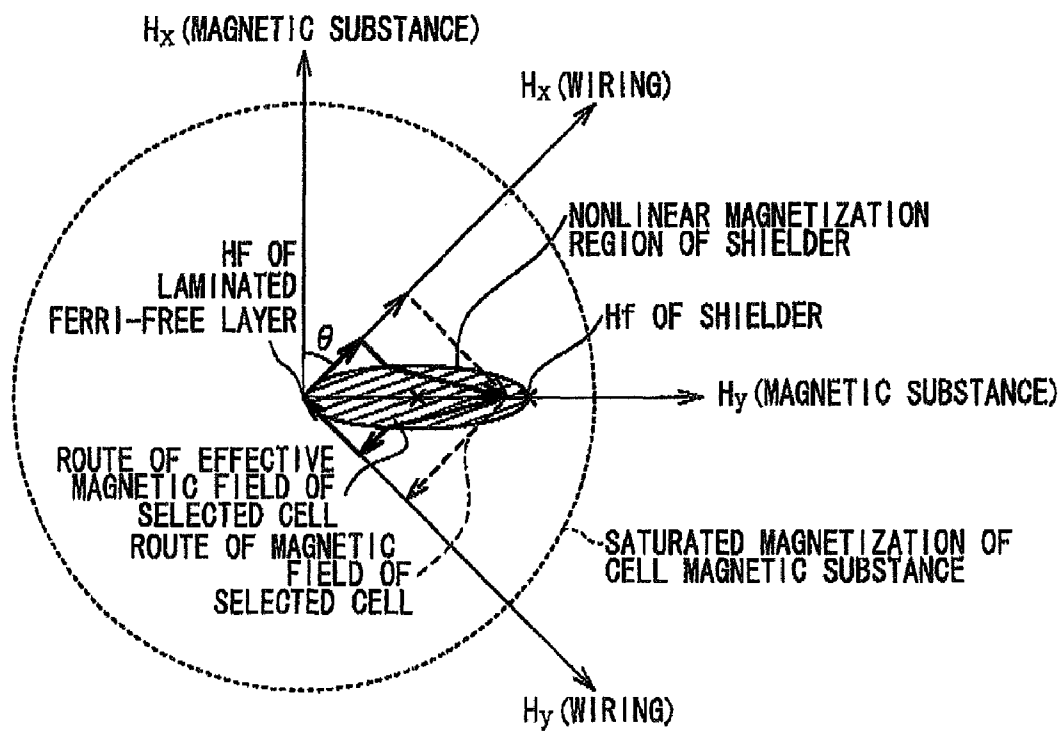 Hx (MAGNETIC SUBSTANCE)
Hx (WIRING)
NONLINEAR MAGNETIZATION
REGION OF SHIELDER
HF OF
LAMINATED
FERRI-FREE LAYER
θ
Hf OF SHIELDER
Hy (MAGNETIC SUBSTANCE)
ROUTE OF EFFECTIVE
MAGNETIC FIELD OF
SELECTED CELL
ROUTE OF MAGNETIC
FIELD OF
SELECTED CELL
SATURATED MAGNETIZATION OF
CELL MAGNETIC SUBSTANCE
Hy (WIRING)